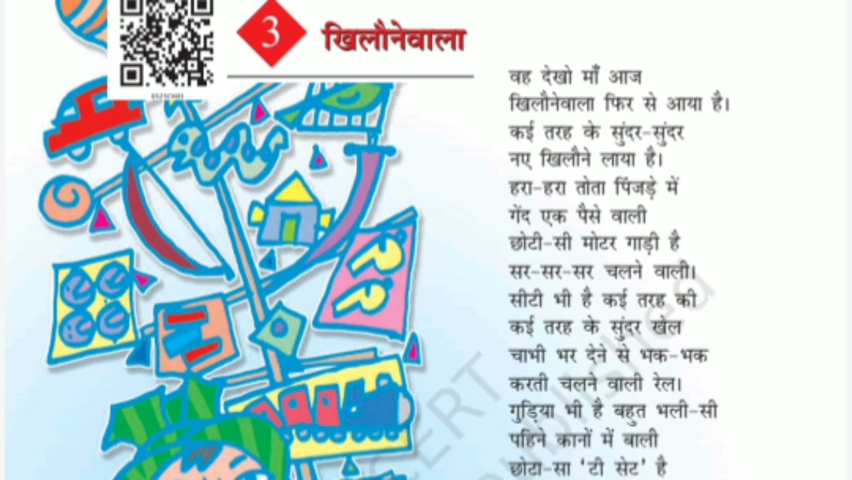 3
खिलौनेवाला
वह देखो माँ आज
खिलौनेवाला फिर से आया है।
कई तरह के सुंदर-सुंदर
नए खिलौने लाया है।
हरा-हरा तोता पिंजड़े में
गेंद एक पैसे वाली
छोटी-सी मोटर गाड़ी है
सर-सर-सर चलने वाली।
सीटी भी है कई तरह की
कई तरह के सुंदर खेल
चाभी भर देने से भक-भक
करती चलने वाली रेल।
गुड़िया भी है बहुत भली-सी
पहिने कानों में बाली
छोटा-सा ‘टी सेट’ है